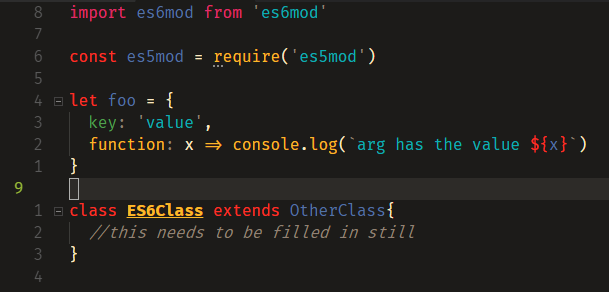 8 import es6mod from 'es6mod'
7
6 const es5mod = require('es5mod')
5
4 let foo = {
3 key: 'value',
2 function: x ⇒ console.log(`arg has the value ${x}`)
1 }
9
1 class ES6Class extends OtherClass{
2 //this needs to be filled in still
3 }
4